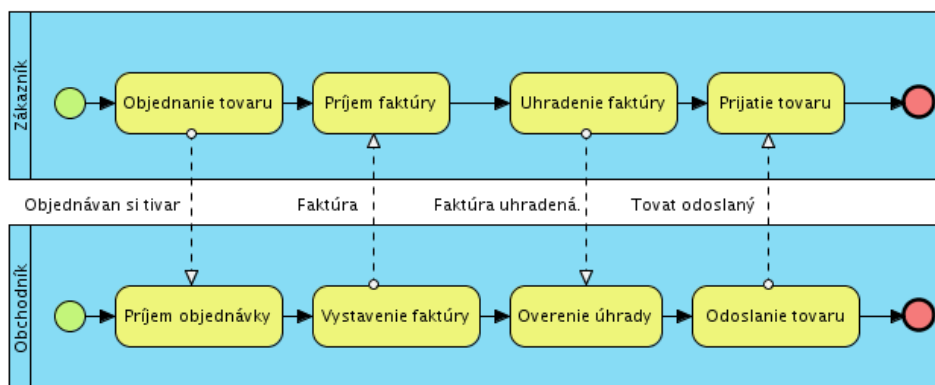 Zákazník
Objednanie tovaru
Príjem faktúry
Uhradenie faktúry
Prijatie tovaru
Objednávan si tivar
Faktúra
Faktúra uhradená.
Tovat odoslaný
Obchodník
Príjem objednávky
Vystavenie faktúry
Overenie úhrady
Odoslanie tovaru